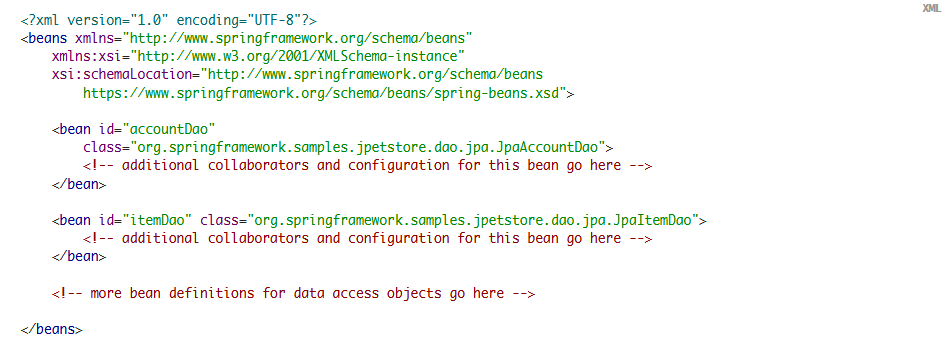 XML
<?xml version="1.0" encoding="UTF-8"?>
<beans xmlns="http://www.springframework.org/schema/beans"
    xmlns:xsi="http://www.w3.org/2001/XMLSchema-instance"
    xsi:schemaLocation="http://www.springframework.org/schema/beans
        https://www.springframework.org/schema/beans/spring-beans.xsd">

    <bean id="accountDao"
        class="org.springframework.samples.jpetstore.dao.jpa.JpaAccountDao">
        <!-- additional collaborators and configuration for this bean go here -->
    </bean>

    <bean id="itemDao" class="org.springframework.samples.jpetstore.dao.jpa.JpaItemDao">
        <!-- additional collaborators and configuration for this bean go here -->
    </bean>

    <!-- more bean definitions for data access objects go here -->

</beans>